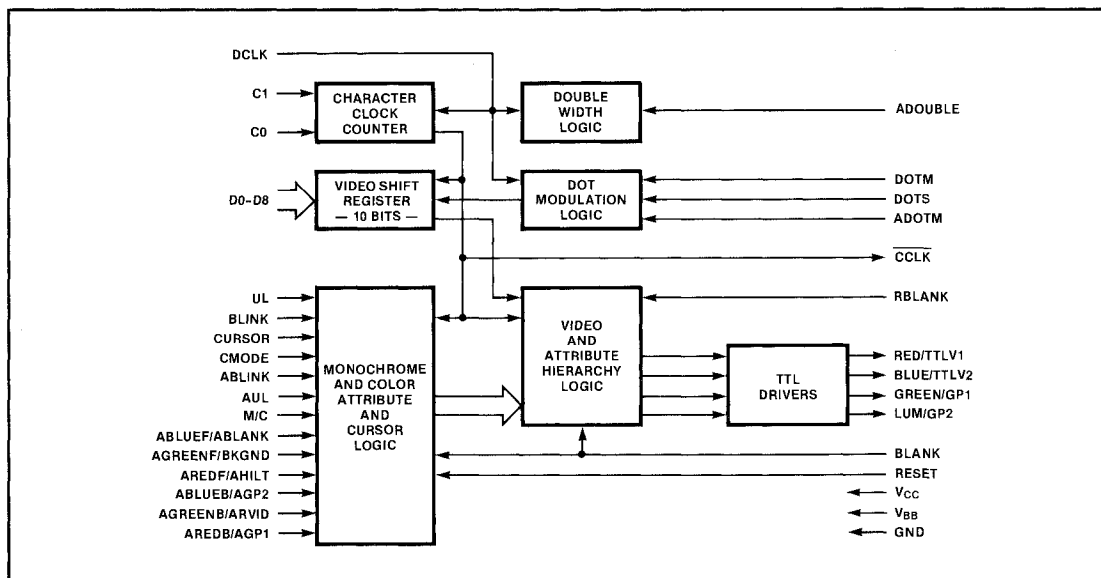 DCLK
C1
C0
CHARACTER
CLOCK
COUNTER
DOUBLE
WIDTH
LOGIC
ADOUBLE
D0–D8
VIDEO SHIFT
REGISTER
— 10 BITS —
DOT
MODULATION
LOGIC
DOTM
DOTS
ADOTM
CCLK
UL
BLINK
CURSOR
CMODE
ABLINK
AUL
M/C
ABLUEF/ABLANK
AGREENF/BKGND
AREDF/AHILT
ABLUEB/AGP2
AGREENB/ARVID
AREDB/AGP1
MONOCHROME
AND COLOR
ATTRIBUTE
AND
CURSOR
LOGIC
VIDEO
AND
ATTRIBUTE
HIERARCHY
LOGIC
RBLANK
TTL
DRIVERS
RED/TTLV1
BLUE/TTLV2
GREEN/GP1
LUM/GP2
BLANK
RESET
VCC
VBB
GND